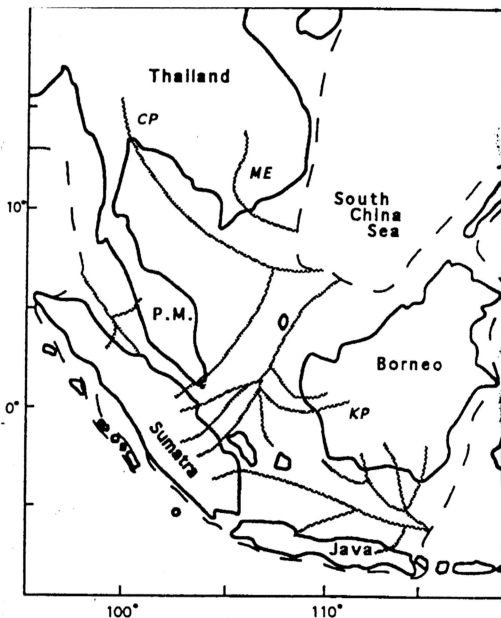 Thailand
CP
ME
South
China
Sea
10°
P.M.
Borneo
KP
0°
Sumatra
Java
100°
110°